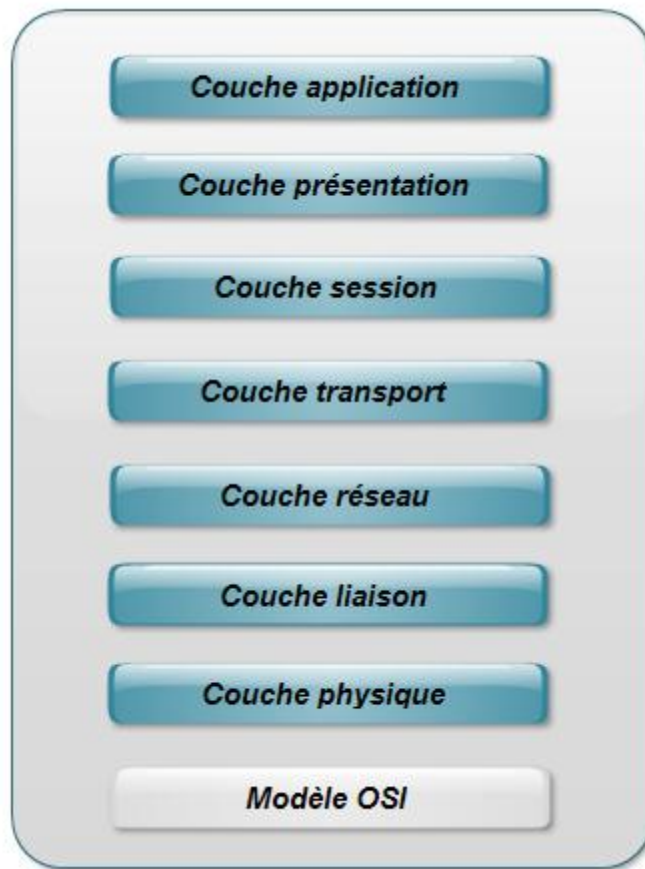 Couche application
Couche présentation
Couche session
Couche transport
Couche réseau
Couche liaison
Couche physique
Modèle OSI